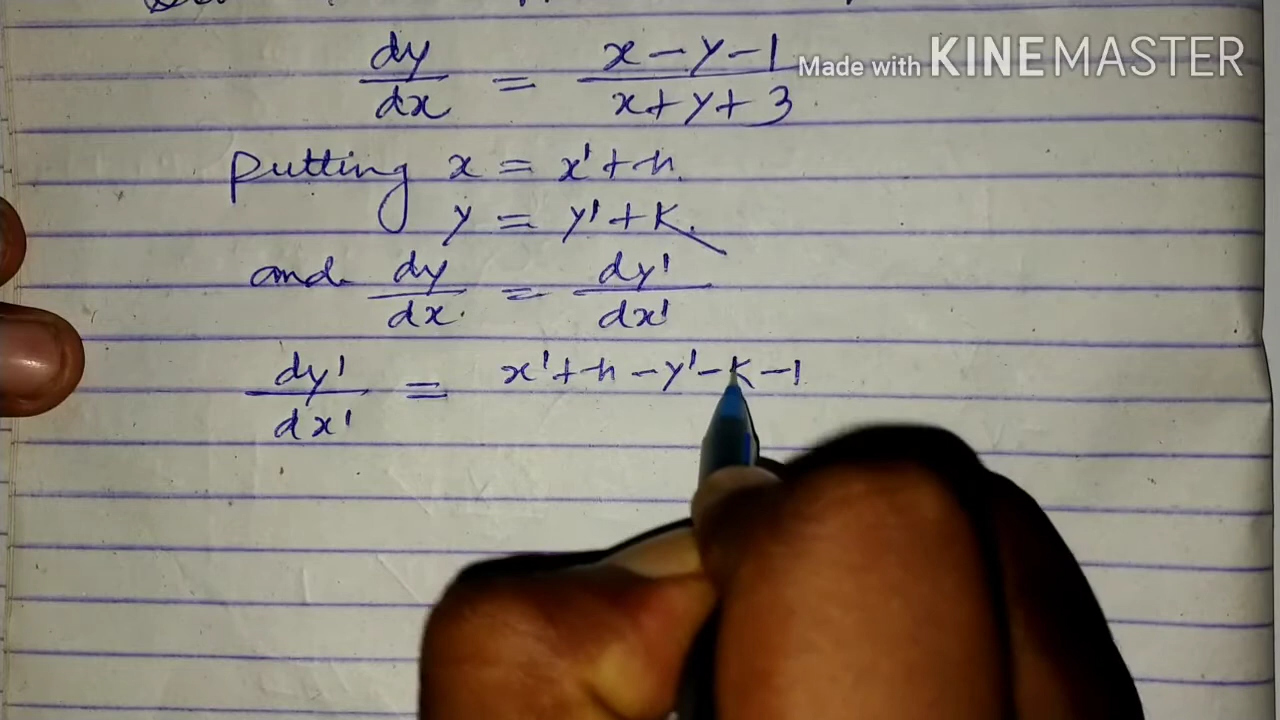 dy/dx = x-y-1/x+y+3
Made with KINEMASTER
Putting x = x'+h.
y = y'+k.
and dy/dx = dy'/dx'
dy'/dx' = x'+h-y'-k-1